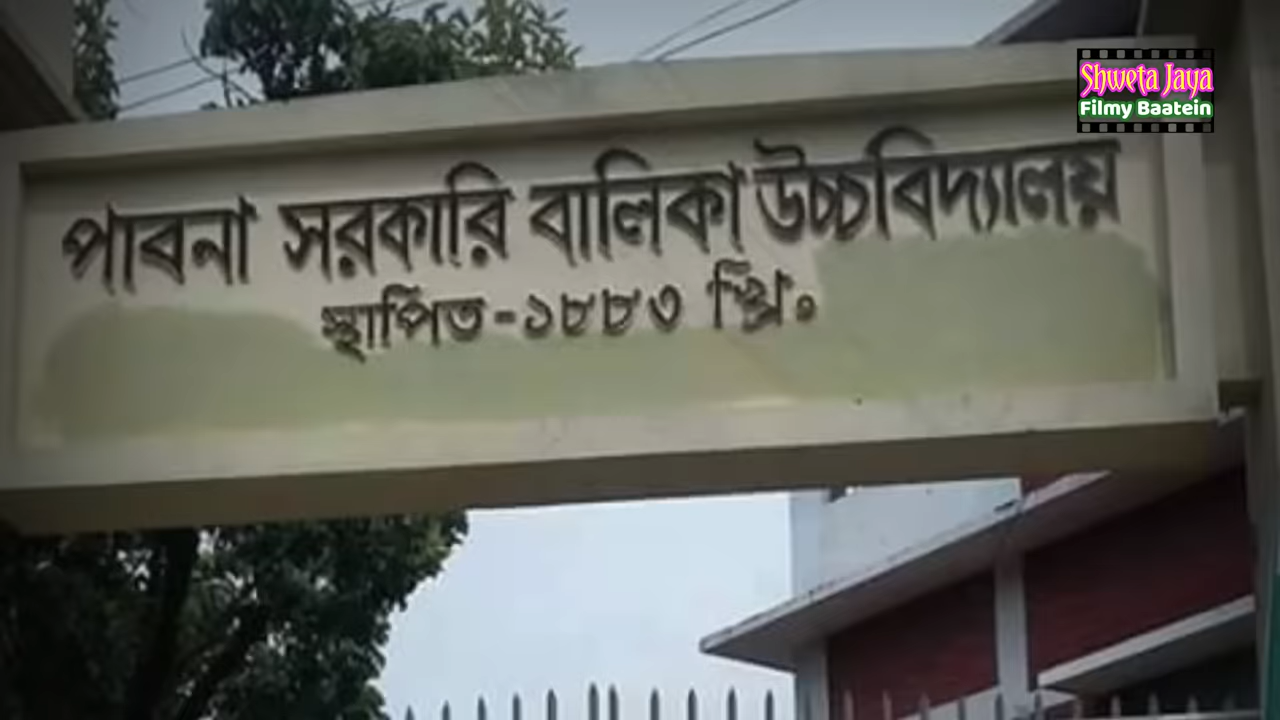 Shweta Jaya
Filmy Baatein
পাবনা সরকারি বালিকা উচ্চবিদ্যালয়
স্থাপিত-১৮৮৩ খ্রি॰